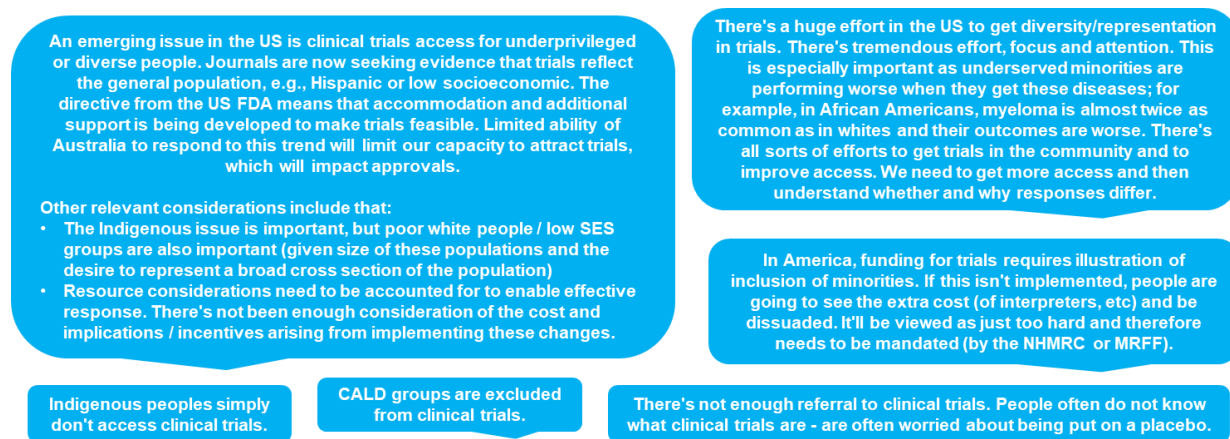 An emerging issue in the US is clinical trials access for underprivileged
or diverse people. Journals are now seeking evidence that trials reflect
the general population, e.g., Hispanic or low socioeconomic. The
directive from the US FDA means that accommodation and additional
support is being developed to make trials feasible. Limited ability of
Australia to respond to this trend will limit our capacity to attract trials,
which will impact approvals.
Other relevant considerations include that:
• The Indigenous issue is important, but poor white people / low SES
groups are also important (given size of these populations and the
desire to represent a broad cross section of the population)
• Resource considerations need to be accounted for to enable effective
response. There's not been enough consideration of the cost and
implications / incentives arising from implementing these changes.
There's a huge effort in the US to get diversity/representation
in trials. There's tremendous effort, focus and attention. This
is especially important as underserved minorities are
performing worse when they get these diseases; for
example, in African Americans, myeloma is almost twice as
common as in whites and their outcomes are worse. There's
all sorts of efforts to get trials in the community and to
improve access. We need to get more access and then
understand whether and why responses differ.
In America, funding for trials requires illustration of
inclusion of minorities. If this isn't implemented, people are
going to see the extra cost (of interpreters, etc) and be
dissuaded. It'll be viewed as just too hard and therefore
needs to be mandated (by the NHMRC or MRFF).
Indigenous peoples simply
don't access clinical trials.
CALD groups are excluded
from clinical trials.
There's not enough referral to clinical trials. People often do not know
what clinical trials are - are often worried about being put on a placebo.